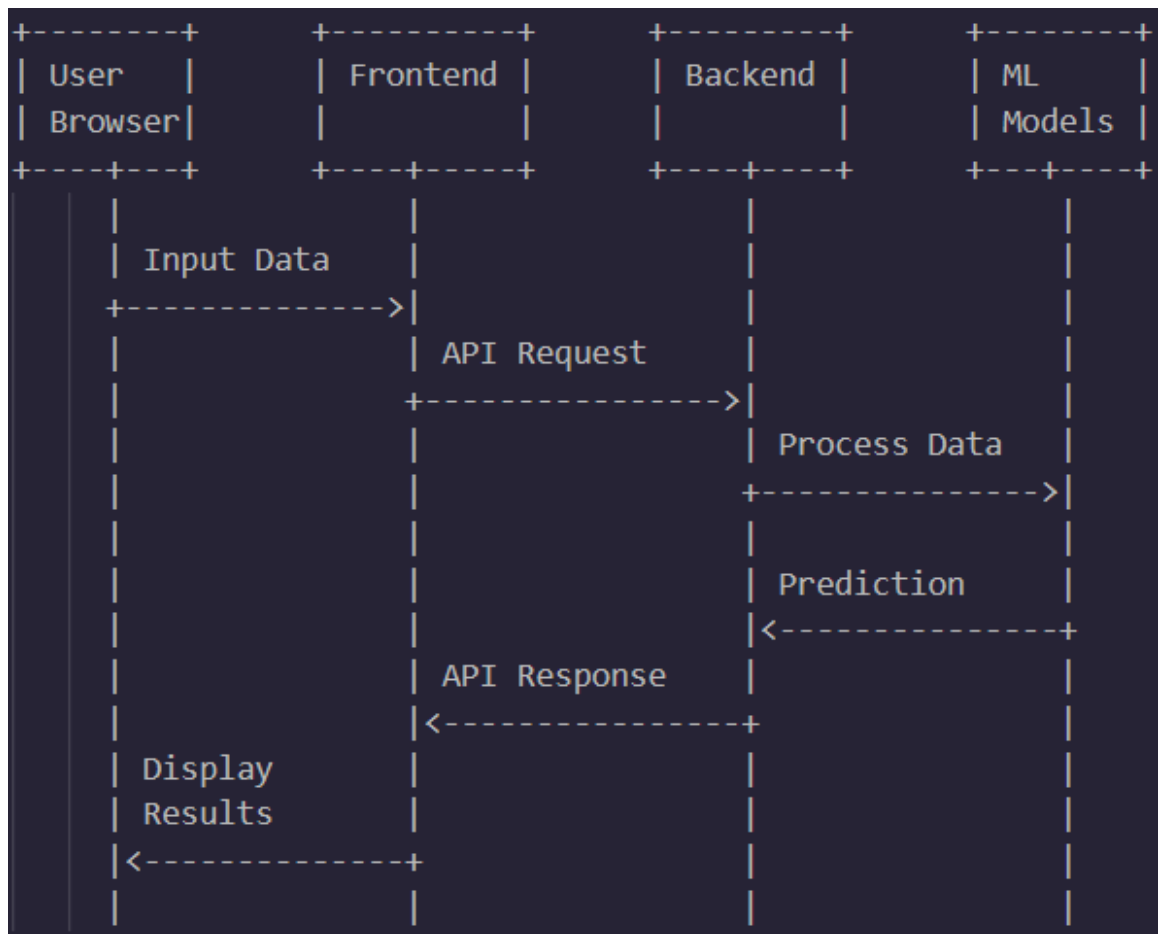 +--------+      +----------+      +---------+      +--------+
| User   |      | Frontend |      | Backend |      | ML     |
| Browser|      |          |      |         |      | Models |
+----+---+      +----+-----+      +----+----+      +---+----+
     |               |                 |                |
     | Input Data    |                 |                |
     +-------------->|                 |                |
     |               | API Request     |                |
     |               +---------------->|                |
     |               |                 | Process Data   |
     |               |                 +--------------->|
     |               |                 |                |
     |               |                 | Prediction     |
     |               |                 |<---------------+
     |               | API Response    |                |
     |               |<----------------+                |
     | Display       |                 |                |
     | Results       |                 |                |
     |<--------------+                 |                |
     |               |                 |                |